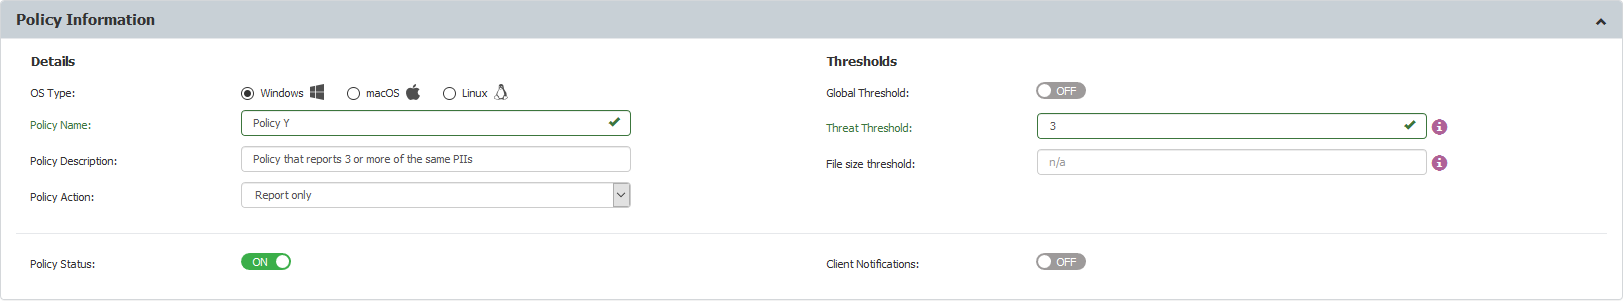 Policy Information
Details
OS Type:
Windows
macOS
Linux
Policy Name:
Policy Y
Policy Description:
Policy that reports 3 or more of the same PIIs
Policy Action:
Report only
Thresholds
Global Threshold:
OFF
Threat Threshold:
3
File size threshold:
n/a
Policy Status:
ON
Client Notifications:
OFF